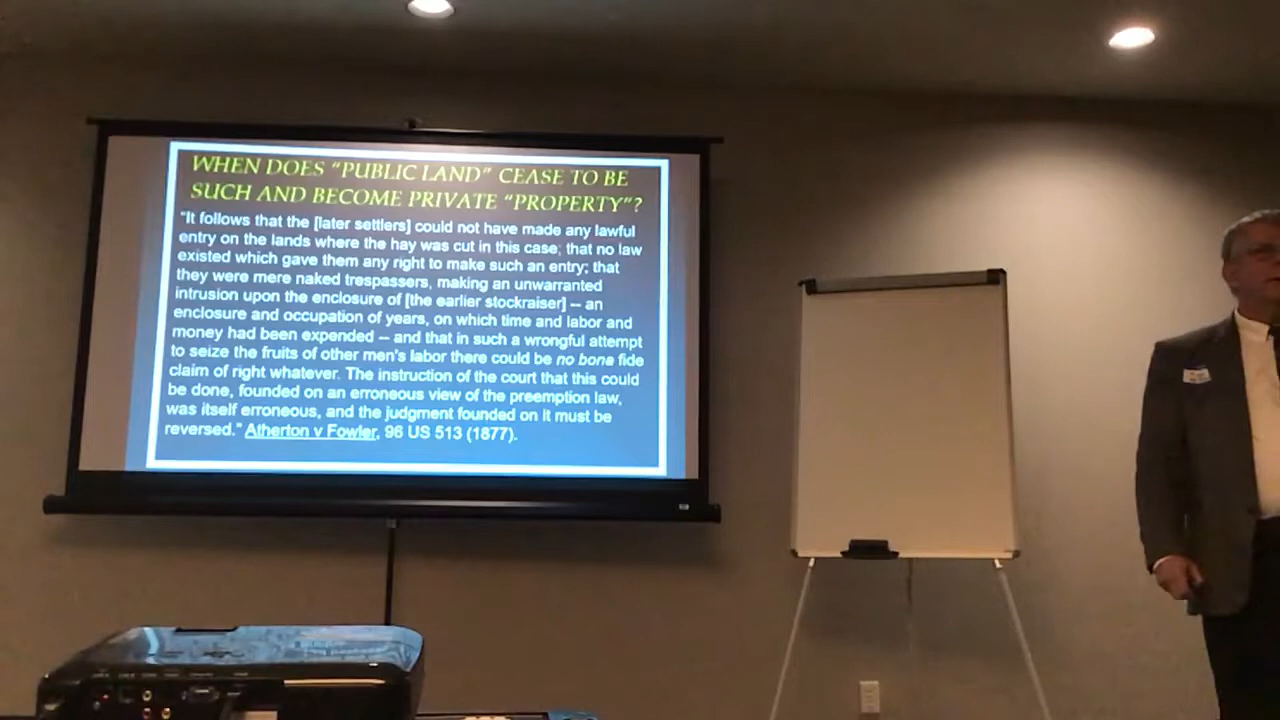 WHEN DOES “PUBLIC LAND” CEASE TO BE
SUCH AND BECOME PRIVATE “PROPERTY”?
“It follows that the [later settlers] could not have made any lawful
entry on the lands where the hay was cut in this case; that no law
existed which gave them any right to make such an entry; that
they were mere naked trespassers, making an unwarranted
intrusion upon the enclosure of [the earlier stockraiser] -- an
enclosure and occupation of years, on which time and labor and
money had been expended -- and that in such a wrongful attempt
to seize the fruits of other men's labor there could be no bona fide
claim of right whatever. The instruction of the court that this could
be done, founded on an erroneous view of the preemption law,
was itself erroneous, and the judgment founded on it must be
reversed.” Atherton v Fowler, 96 US 513 (1877).